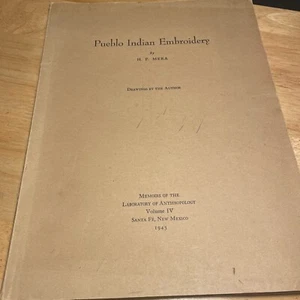 Pueblo Indian Embroidery
By
H. P. MERA
DRAWINGS BY THE AUTHOR
MEMOIRS OF THE
LABORATORY OF ANTHROPOLOGY
Volume IV
SANTA FE, NEW MEXICO
1943